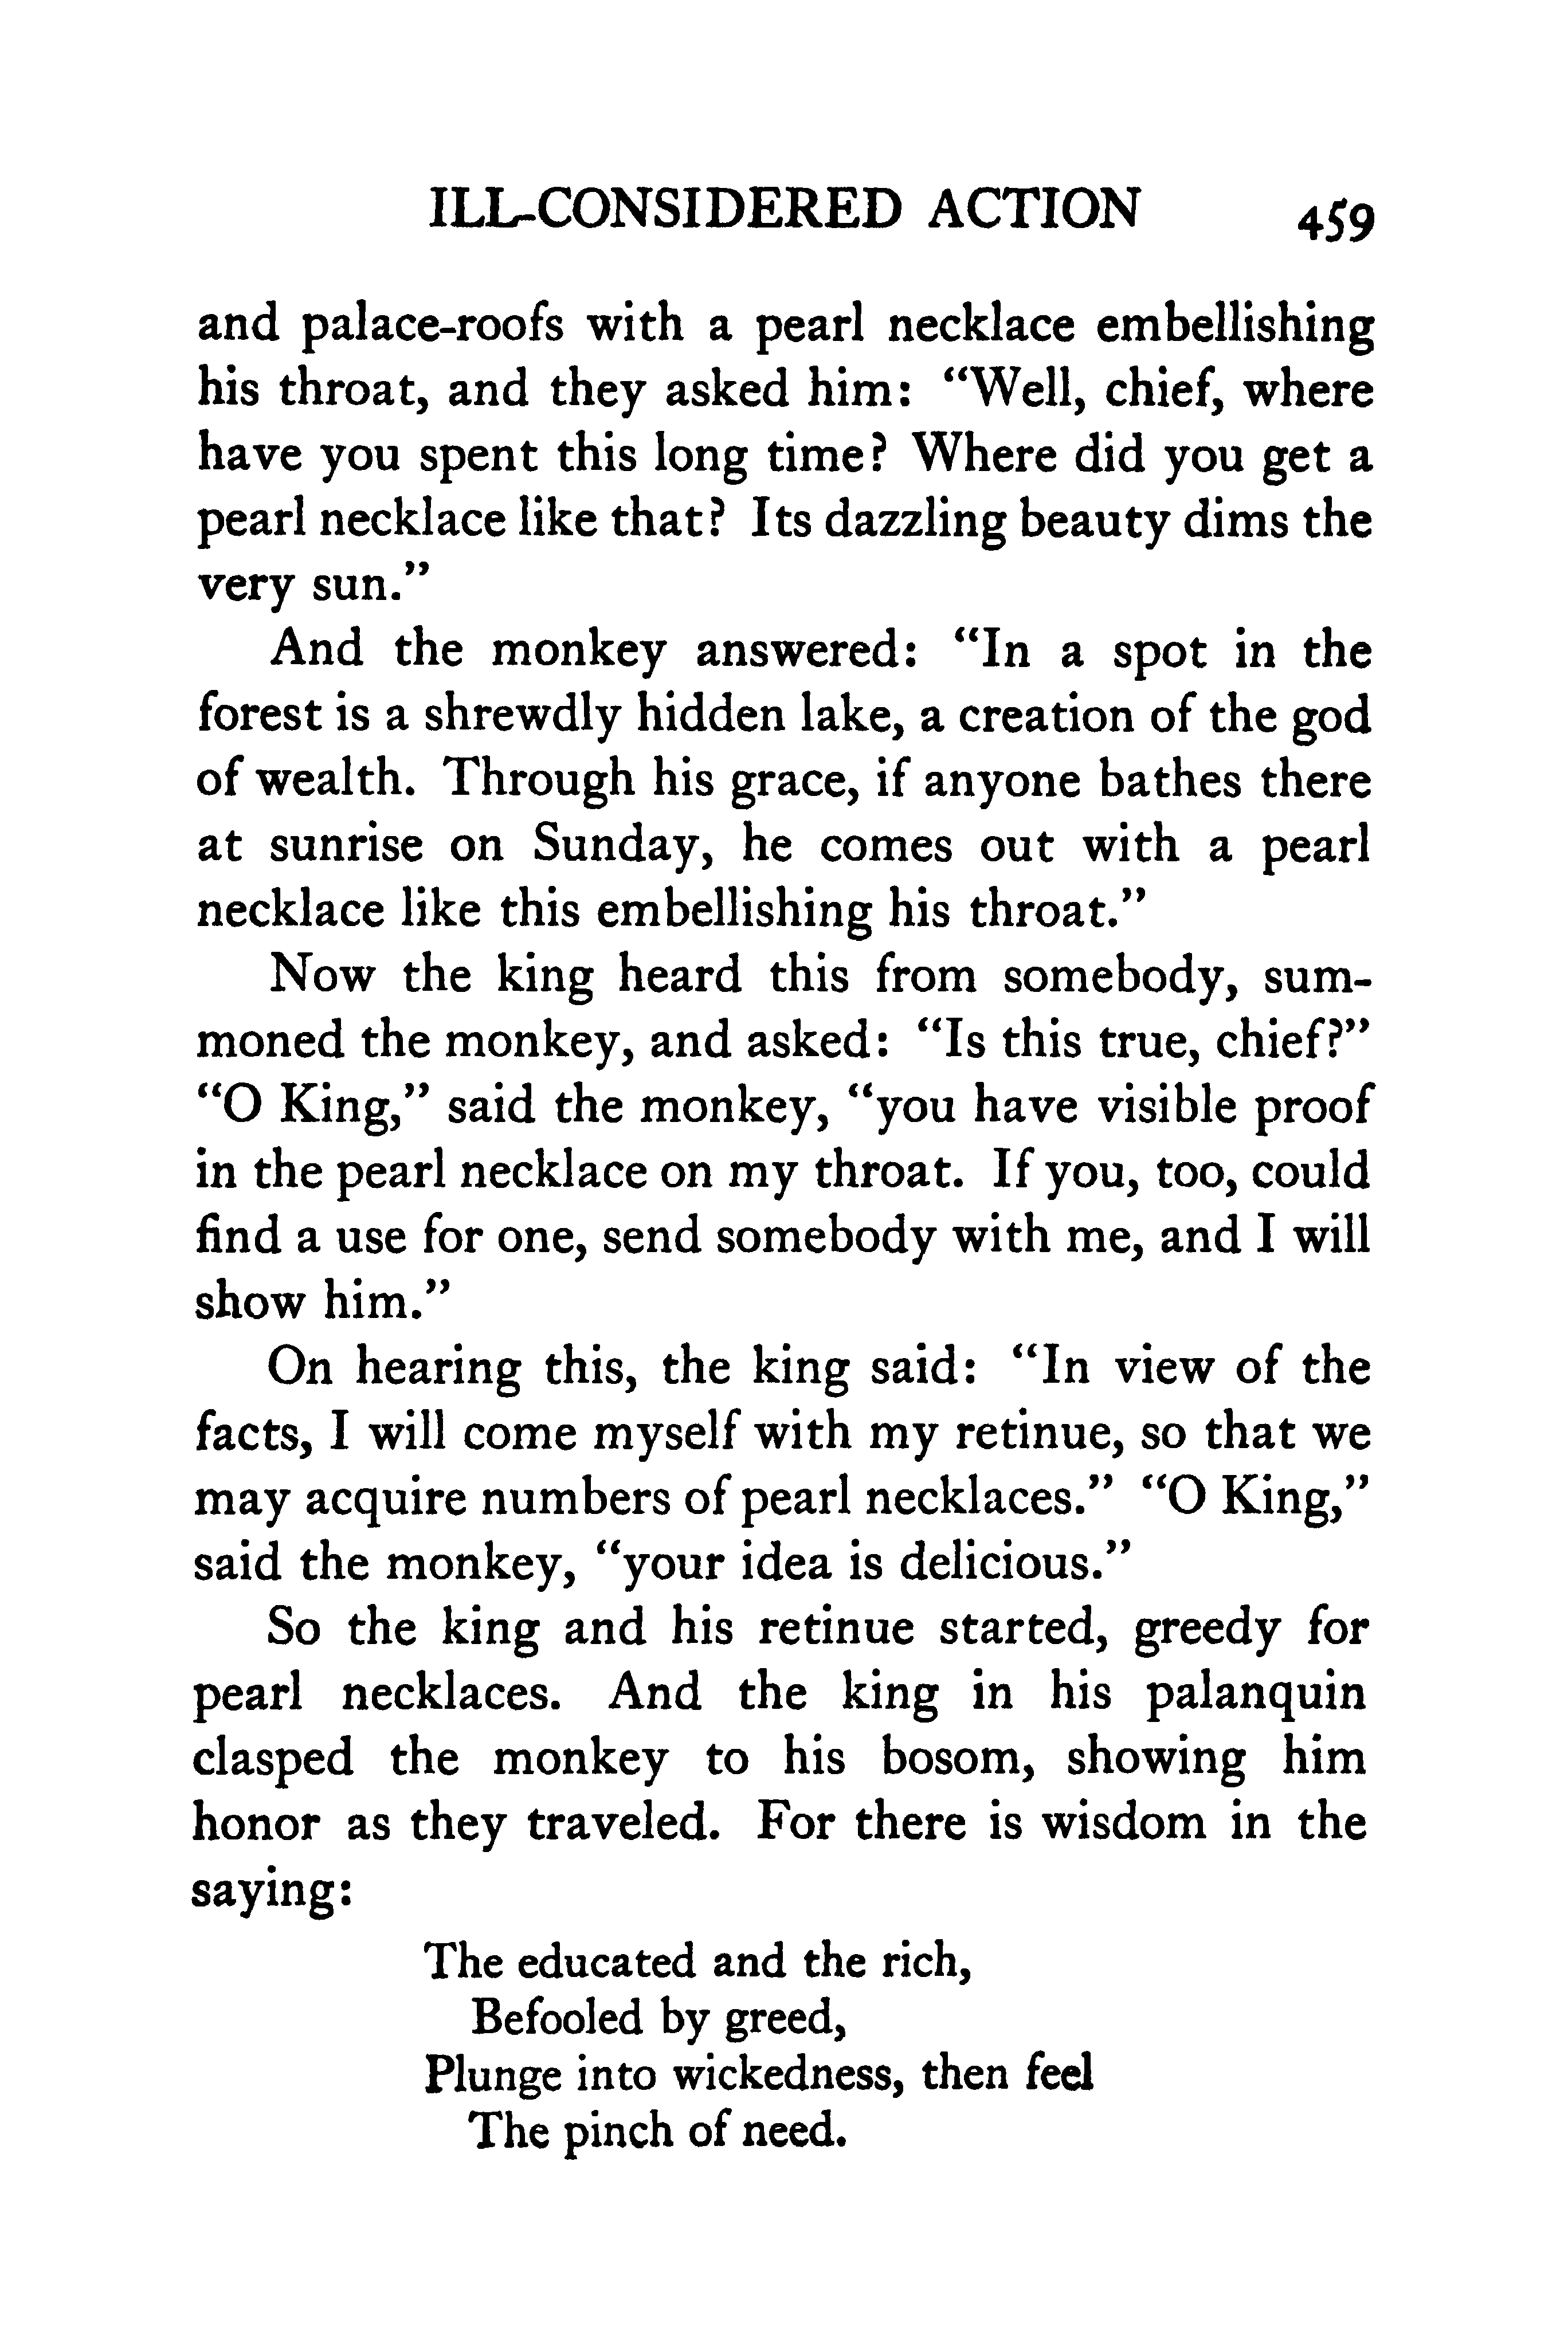 ILL-CONSIDERED ACTION 459
and palace-roofs with a pearl necklace embellishing
his throat, and they asked him: “Well, chief, where
have you spent this long time? Where did you get a
pearl necklace like that? Its dazzling beauty dims the
very sun.”
And the monkey answered: “In a spot in the
forest is a shrewdly hidden lake, a creation of the god
of wealth. Through his grace, if anyone bathes there
at sunrise on Sunday, he comes out with a pearl
necklace like this embellishing his throat.”
Now the king heard this from somebody, sum-
moned the monkey, and asked: “Is this true, chief?”
“O King,” said the monkey, “you have visible proof
in the pearl necklace on my throat. If you, too, could
find a use for one, send somebody with me, and I will
show him.”
On hearing this, the king said: “In view of the
facts, I will come myself with my retinue, so that we
may acquire numbers of pearl necklaces.” “O King,”
said the monkey, “your idea is delicious.”
So the king and his retinue started, greedy for
pearl necklaces. And the king in his palanquin
clasped the monkey to his bosom, showing him
honor as they traveled. For there is wisdom in the
saying:
The educated and the rich,
Befooled by greed,
Plunge into wickedness, then feel
The pinch of need.